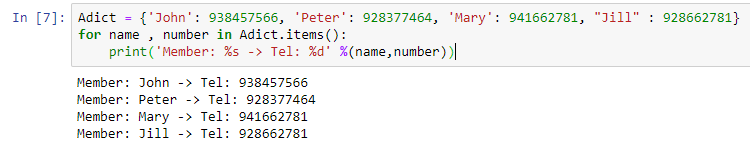 In [7]: Adict = {'John': 938457566, 'Peter': 928377464, 'Mary': 941662781, "Jill" : 928662781}
for name , number in Adict.items():
    print('Member: %s -> Tel: %d' %(name,number))
Member: John -> Tel: 938457566
Member: Peter -> Tel: 928377464
Member: Mary -> Tel: 941662781
Member: Jill -> Tel: 928662781